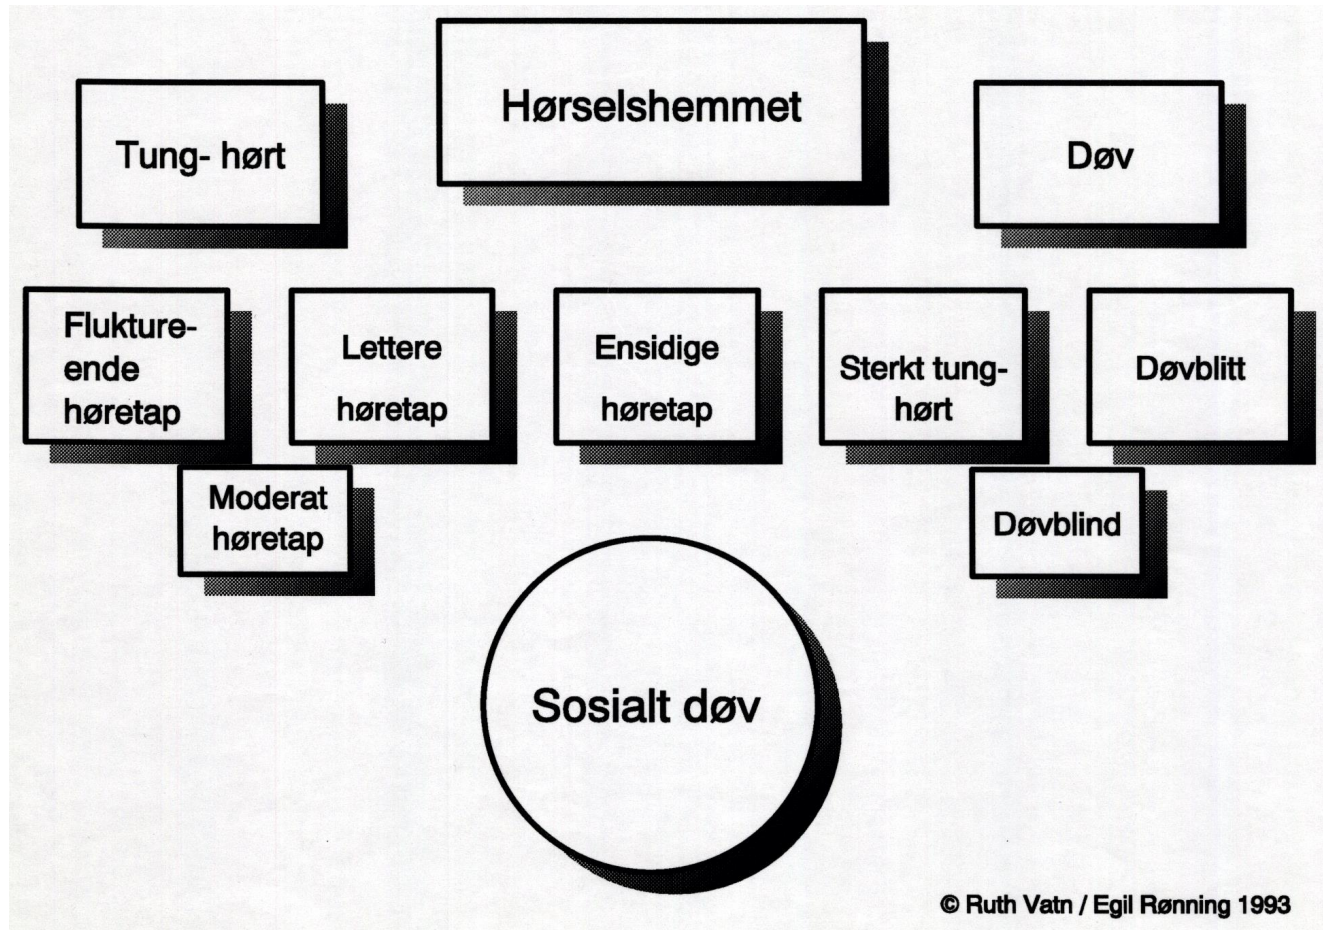 Hørselshemmet
Tung- hørt
Døv
Flukture-
ende
høretap
Lettere
høretap
Ensidige
høretap
Sterkt tung-
hørt
Døvblitt
Moderat
høretap
Døvblind
Sosialt døv
© Ruth Vatn / Egil Rønning 1993